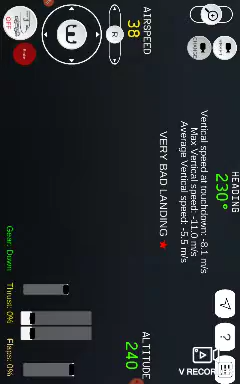 AIRSPEED
38
HEADING
230°
ALTITUDE
240
Vertical speed at touchdown: -8.1 m/s
Max Vertical speed: -11.0 m/s
Average Vertical speed: -5.5 m/s
VERY BAD LANDING ★
R
OFF
?
V RECOR
Gear: Down
Thrust: 0%
Flaps: 0%